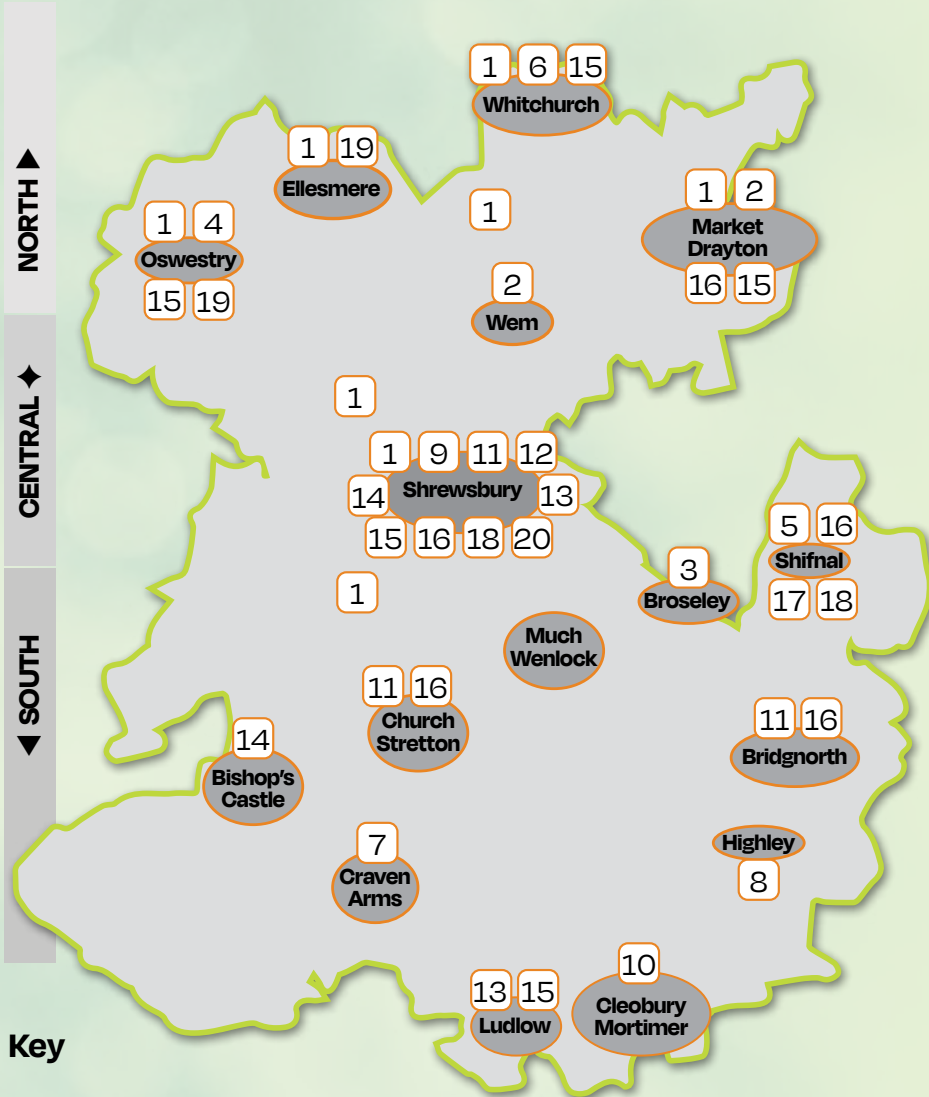 1 6 15
Whitchurch
1 19
Ellesmere
1 2
Market
Drayton
16 15
1
1 4
Oswestry
15 19
2
Wem
1
1 9 11 12
14 Shrewsbury 13
15 16 18 20
5 16
Shifnal
17 18
3
Broseley
1
Much
Wenlock
11 16
Church
Stretton
11 16
Bridgnorth
14
Bishop's
Castle
7
Craven
Arms
Highley
8
10
Cleobury
Mortimer
13 15
Ludlow
NORTH ▶
CENTRAL ✦
◀ SOUTH
Key